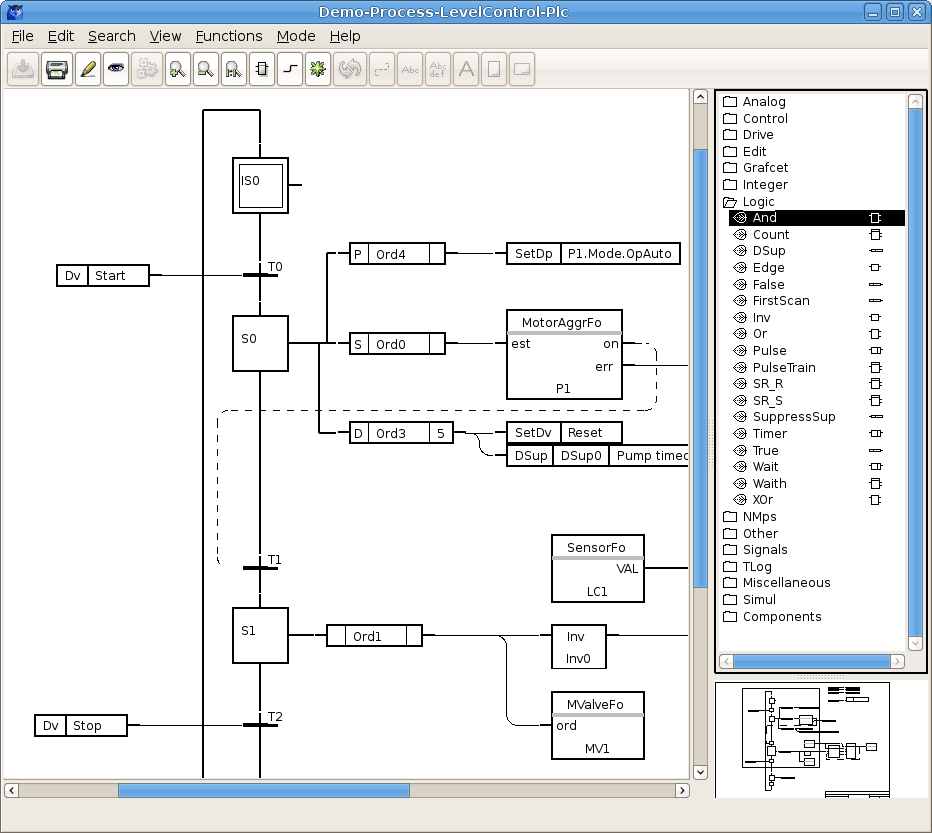 Demo-Process-LevelControl-Plc
File Edit Search View Functions Mode Help
Abc
Abc
def
A
IS0
T0
Dv Start
P Ord4
SetDp P1.Mode.OpAuto
S0
S Ord0
MotorAggrFo
est on
err
P1
D Ord3 5
SetDv Reset
DSup DSup0 Pump timed
T1
SensorFo
VAL
LC1
S1
Ord1
Inv
Inv0
MValveFo
ord
MV1
T2
Dv Stop
Analog
Control
Drive
Edit
Grafcet
Integer
Logic
And
Count
DSup
Edge
False
FirstScan
Inv
Or
Pulse
PulseTrain
SR_R
SR_S
SuppressSup
Timer
True
Wait
Waith
XOr
NMps
Other
Signals
TLog
Miscellaneous
Simul
Components